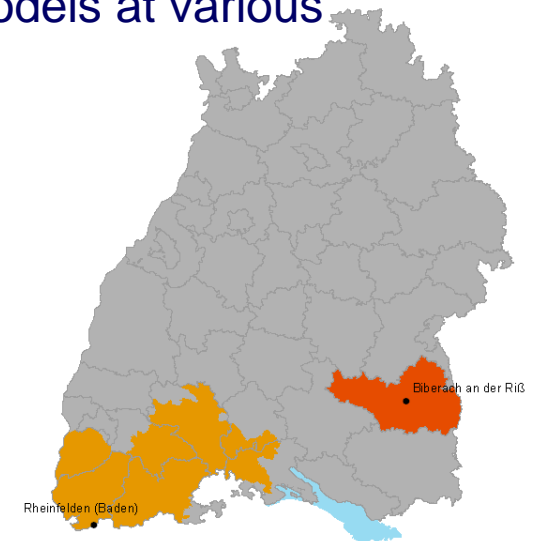 odels at various
Biberach an der Riß
Rheinfelden (Baden)